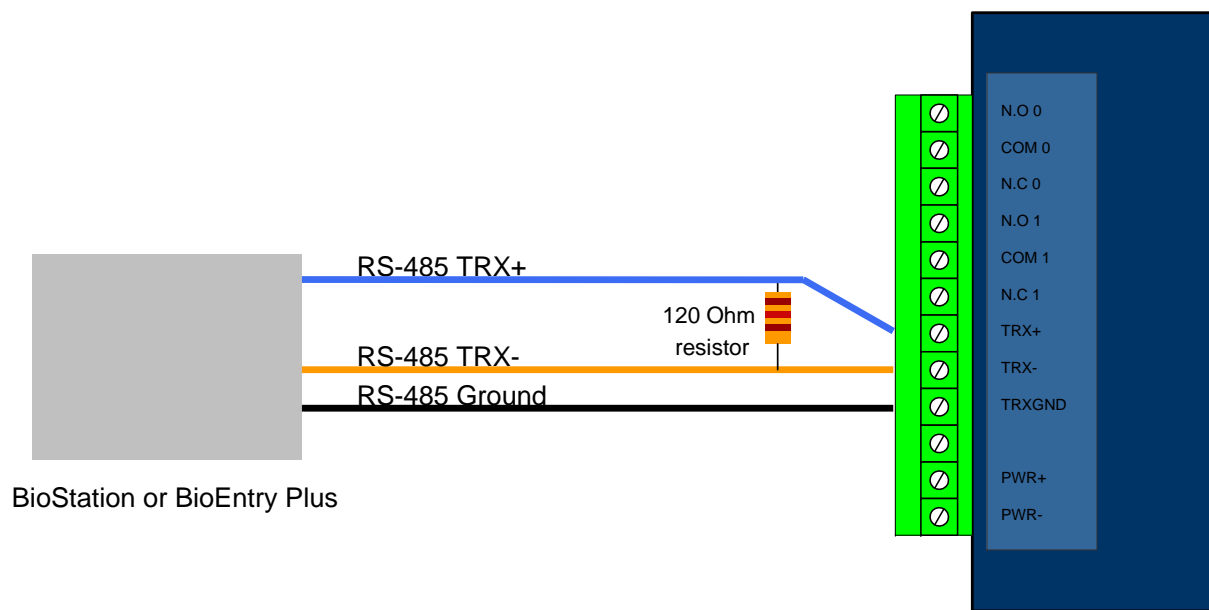 N.O 0
COM 0
N.C 0
N.O 1
COM 1
N.C 1
TRX+
TRX-
TRXGND
PWR+
PWR-
RS-485 TRX+
120 Ohm
resistor
RS-485 TRX-
RS-485 Ground
BioStation or BioEntry Plus